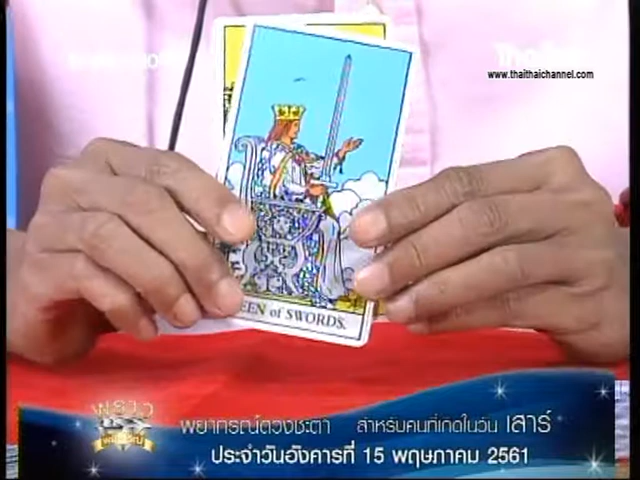 www.thaithaichannel.com
EEN of SWORDS.
พยากรณ์ดวงชะตา สำหรับคนที่เกิดในวัน เสาร์
ประจำวันอังคารที่ 15 พฤษภาคม 2561